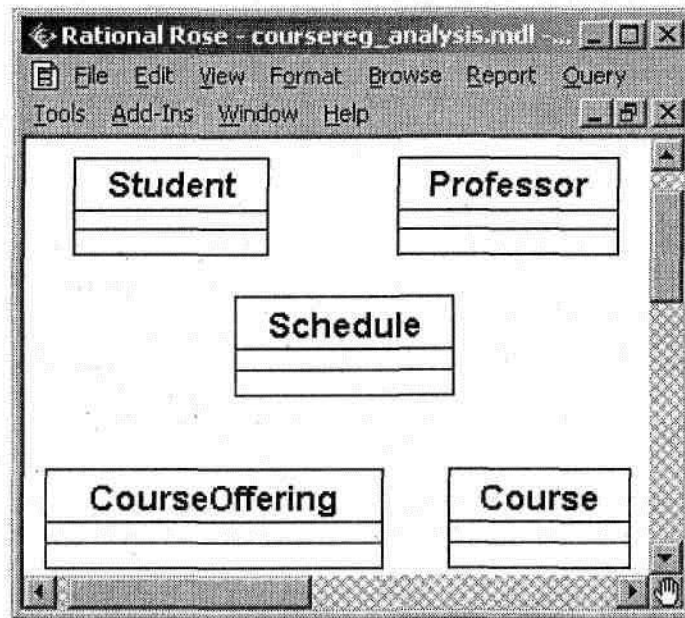 Rational Rose - coursereg_analysis.mdl -...
File Edit View Format Browse Report Query
Tools Add-Ins Window Help
Student Professor
Schedule
CourseOffering Course